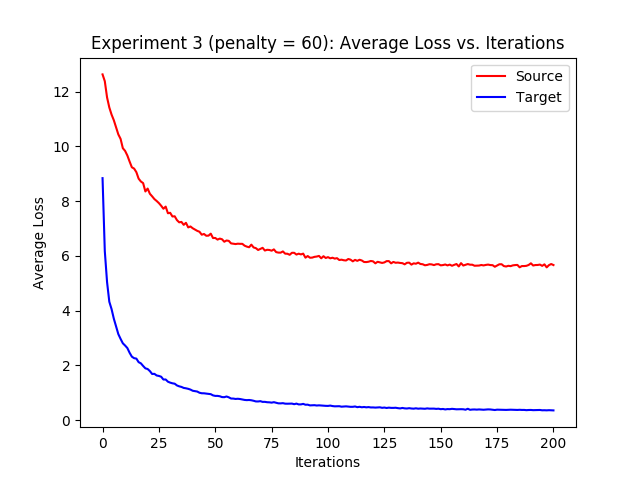 Experiment 3 (penalty = 60): Average Loss vs. Iterations
Source
Target
Average Loss
12
10
8
6
4
2
0
0 25 50 75 100 125 150 175 200
Iterations